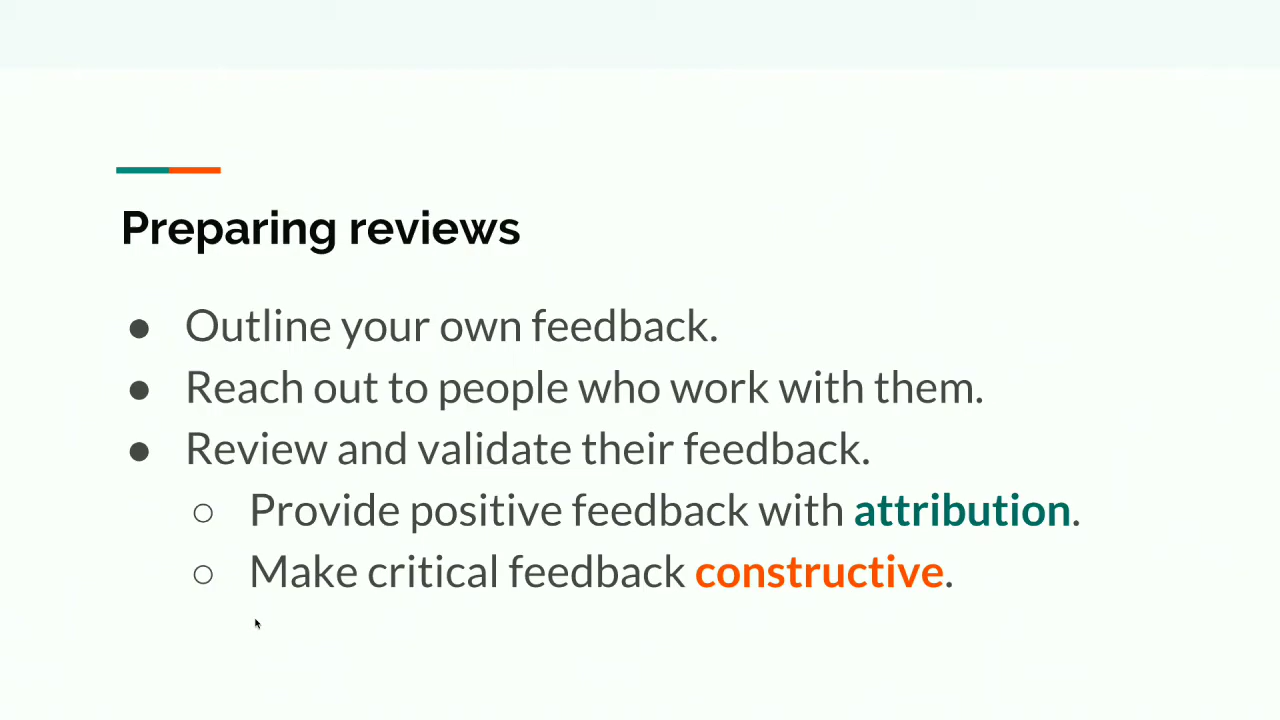 Preparing reviews
● Outline your own feedback.
● Reach out to people who work with them.
● Review and validate their feedback.
○ Provide positive feedback with attribution.
○ Make critical feedback constructive.